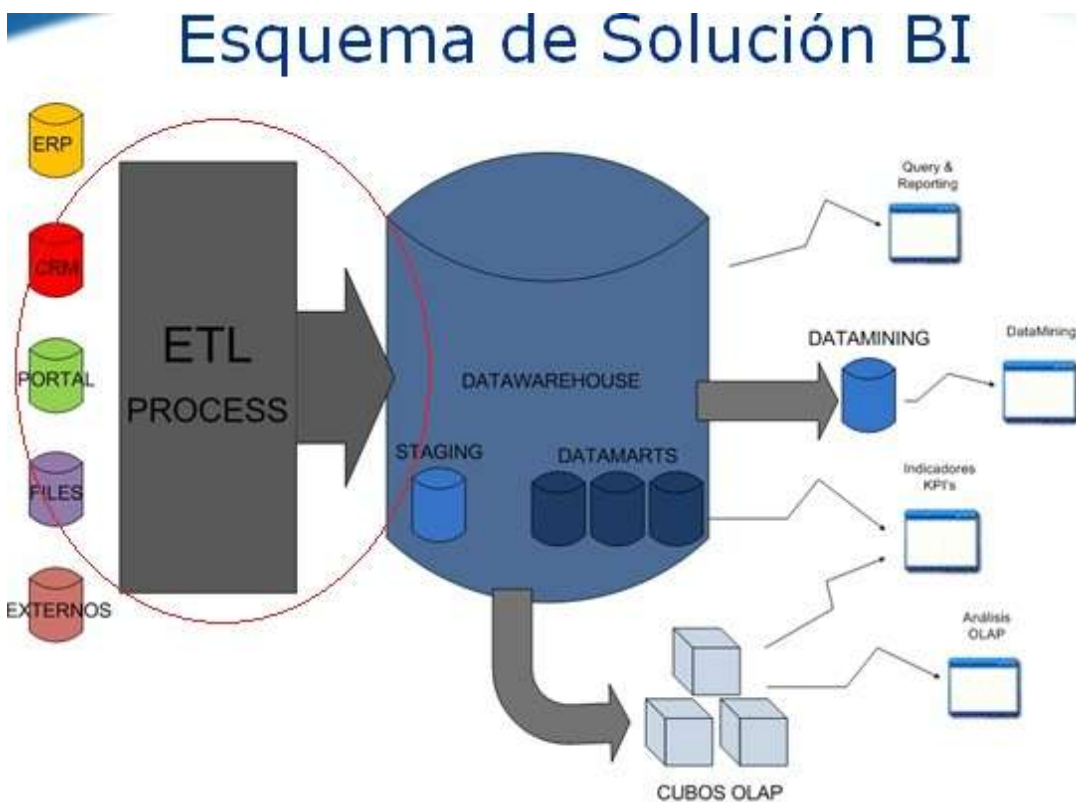 Esquema de Solución BI
ERP
CRM
PORTAL
FILES
EXTERNOS
ETL
PROCESS
DATAWAREHOUSE
STAGING
DATAMARTS
Query &
Reporting
DATAMINING
DataMining
Indicadores
KPI's
Análisis
OLAP
CUBOS OLAP